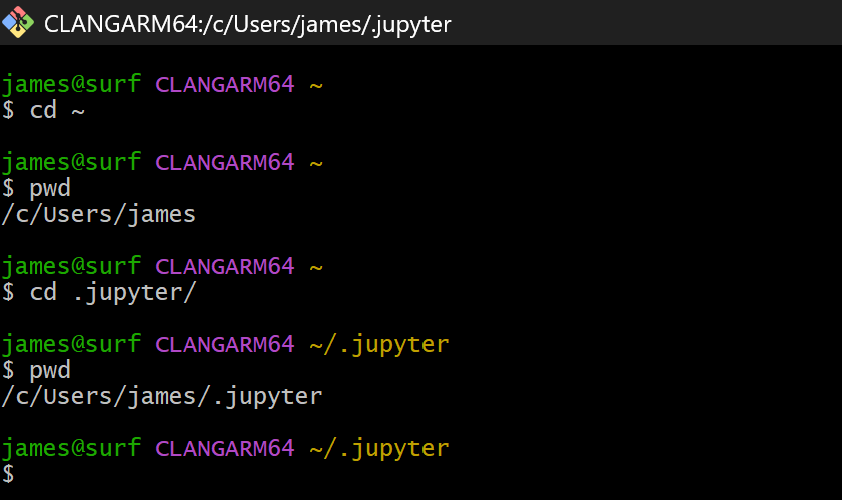 CLANGARM64:/c/Users/james/.jupyter
james@surf CLANGARM64 ~
$ cd ~
james@surf CLANGARM64 ~
$ pwd
/c/Users/james
james@surf CLANGARM64 ~
$ cd .jupyter/
james@surf CLANGARM64 ~/.jupyter
$ pwd
/c/Users/james/.jupyter
james@surf CLANGARM64 ~/.jupyter
$